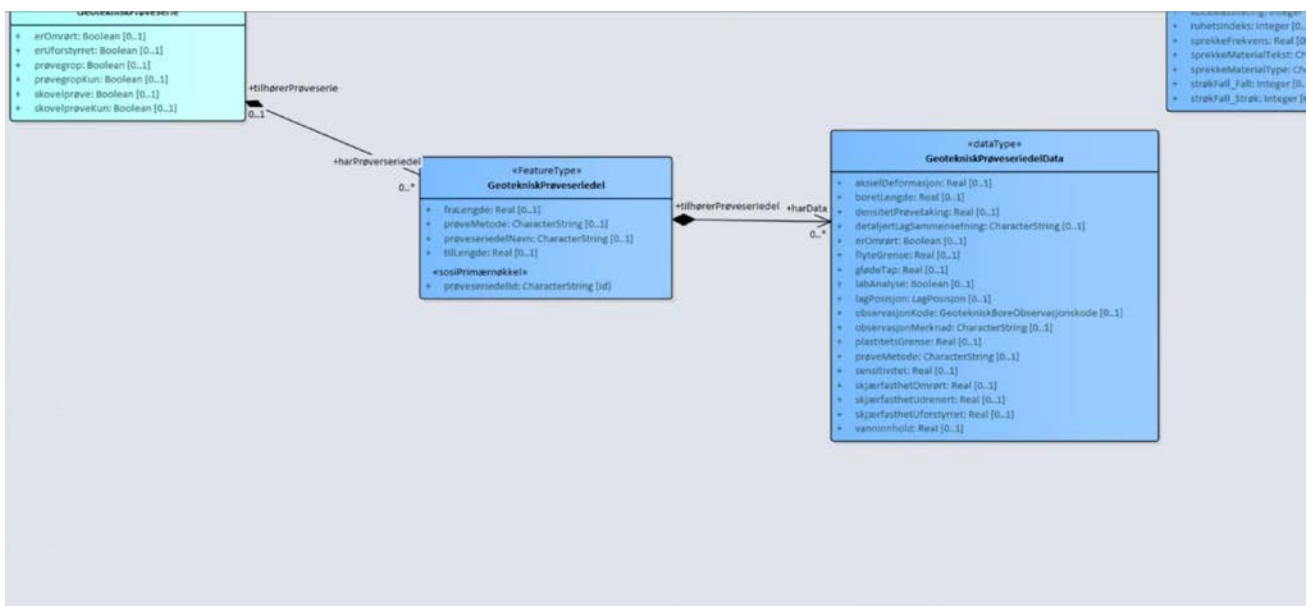 GeotekniskPrøveserie
+ erOmrørt: Boolean [0..1]
+ erUforstyrret: Boolean [0..1]
+ prøvegrop: Boolean [0..1]
+ prøvegropKun: Boolean [0..1]
+ skovelprøve: Boolean [0..1]
+ skovelprøveKun: Boolean [0..1]
+tilhørerPrøveserie
0..1
+harPrøverseriedel
0..*
«FeatureType»
GeotekniskPrøveseriedel
+ fraLengde: Real [0..1]
+ prøveMetode: CharacterString [0..1]
+ prøveseriedelNavn: CharacterString [0..1]
+ tilLengde: Real [0..1]
«sosiPrimærnøkkel»
+ prøveseriedelId: CharacterString {id}
+tilhørerPrøveseriedel
+harData
0..*
«dataType»
GeotekniskPrøveseriedelData
+ aksielDeformasjon: Real [0..1]
+ boretLengde: Real [0..1]
+ densitetPrøvetaking: Real [0..1]
+ detaljertLagSammensetning: CharacterString [0..1]
+ erOmrørt: Boolean [0..1]
+ flyteGrense: Real [0..1]
+ glødeTap: Real [0..1]
+ labAnalyse: Boolean [0..1]
+ lagPosisjon: LagPosisjon [0..1]
+ observasjonKode: GeotekniskBoreObservasjonskode [0..1]
+ observasjonMerknad: CharacterString [0..1]
+ plastitetsGrense: Real [0..1]
+ prøveMetode: CharacterString [0..1]
+ sensitivitet: Real [0..1]
+ skjærfasthetOmrørt: Real [0..1]
+ skjærfasthetUdrenert: Real [0..1]
+ skjærfasthetUforstyrret: Real [0..1]
+ vanninnhold: Real [0..1]
+ ruhetsindeks: Integer [0..
+ sprekkeFrekvens: Real [0
+ sprekkeMaterialTekst: Ch
+ sprekkeMaterialType: Ch
+ strøkFall_Fall: Integer [0..
+ strøkFall_Strøk: Integer [